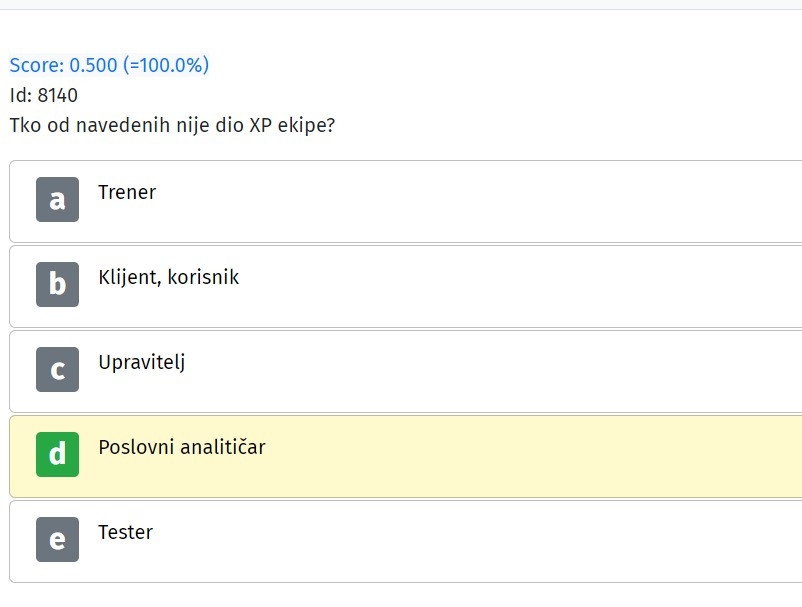 Score: 0.500 (=100.0%)
Id: 8140
Tko od navedenih nije dio XP ekipe?
a Trener
b Klijent, korisnik
c Upravitelj
d Poslovni analitičar
e Tester